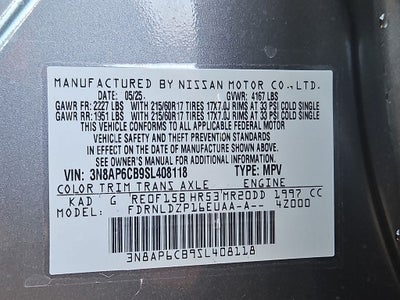 MANUFACTURED BY NISSAN MOTOR CO.,LTD.
DATE: 05/25 GVWR: 4167 LBS
GAWR FR: 2227 LBS WITH 215/60R17 TIRES 17X7.0J RIMS AT 33 PSI COLD SINGLE
GAWR RR: 1951 LBS WITH 215/60R17 TIRES 17X7.0J RIMS AT 33 PSI COLD SINGLE
THIS VEHICLE CONFORMS TO ALL APPLICABLE FEDERAL MOTOR
VEHICLE SAFETY AND THEFT PREVENTION STANDARDS
IN EFFECT ON THE DATE OF MANUFACTURE SHOWN ABOVE.
SEE OWNERS MANUAL FOR ADDITIONAL INFORMATION.
VIN: 3N8AP6CB9SL408118 TYPE: MPV
COLOR TRIM TRANS AXLE ENGINE
KAD G RE0F15B HR53 MR20DD 1997 CC
MODEL FDRNLDZP16EUAA-A-- 4Z000
3N8AP6CB9SL408118